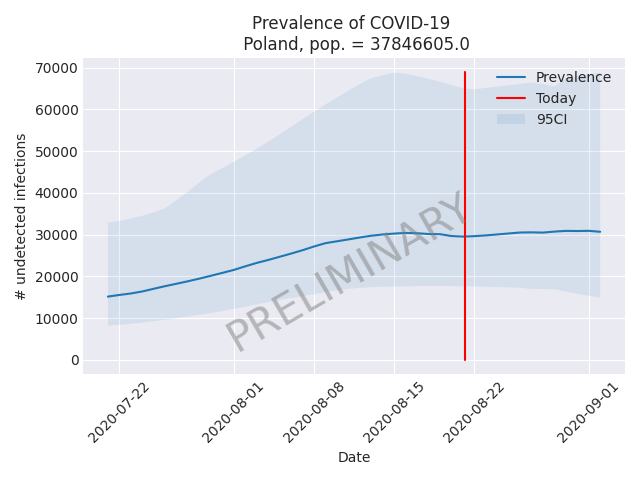 Prevalence of COVID-19
Poland, pop. = 37846605.0
70000
60000
50000
40000
30000
20000
10000
0
# undetected infections
Prevalence
Today
95CI
PRELIMINARY
2020-07-22
2020-08-01
2020-08-08
2020-08-15
2020-08-22
2020-09-01
Date